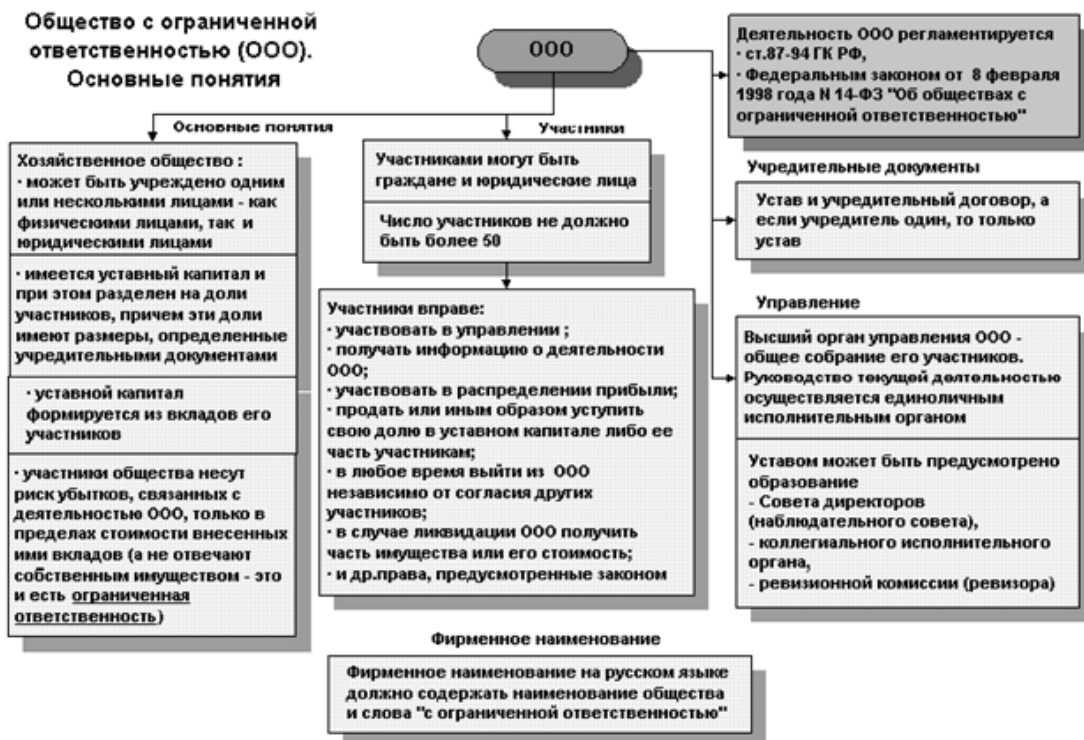 Общество с ограниченной
ответственностью (ООО).
Основные понятия
ООО
Деятельность ООО регламентируется
· ст.87-94 ГК РФ,
· Федеральным законом от 8 февраля
1998 года N 14-ФЗ "Об обществах с
ограниченной ответственностью"
Основные понятия
Хозяйственное общество :
· может быть учреждено одним
или несколькими лицами - как
физическими лицами, так и
юридическими лицами
· имеется уставный капитал и
при этом разделен на доли
участников, причем эти доли
имеют размеры, определенные
учредительными документами
· уставной капитал
формируется из вкладов его
участников
· участники общества несут
риск убытков, связанных с
деятельностью ООО, только в
пределах стоимости внесенных
ими вкладов (а не отвечают
собственным имуществом - это
и есть ограниченная
ответственность)
Участники
Участниками могут быть
граждане и юридические лица
Число участников не должно
быть более 50
Участники вправе:
· участвовать в управлении ;
· получать информацию о деятельности
ООО;
· участвовать в распределении прибыли;
· продать или иным образом уступить
свою долю в уставном капитале либо ее
часть участникам;
· в любое время выйти из ООО
независимо от согласия других
участников;
· в случае ликвидации ООО получить
часть имущества или его стоимость;
· и др.права, предусмотренные законом
Учредительные документы
Устав и учредительный договор, а
если учредитель один, то только
устав
Управление
Высший орган управления ООО -
общее собрание его участников.
Руководство текущей деятельностью
осуществляется единоличным
исполнительным органом
Уставом может быть предусмотрено
образование
- Совета директоров
(наблюдательного совета),
- коллегиального исполнительного
органа,
- ревизионной комиссии (ревизора)
Фирменное наименование
Фирменное наименование на русском языке
должно содержать наименование общества
и слова "с ограниченной ответственностью"